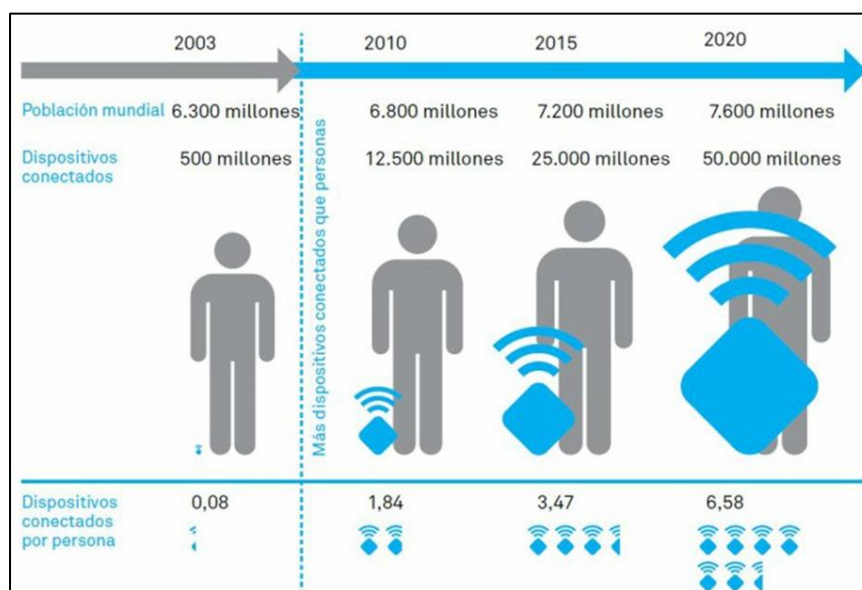 2003 2010 2015 2020
Población mundial 6.300 millones 6.800 millones 7.200 millones 7.600 millones
Dispositivos
conectados 500 millones 12.500 millones 25.000 millones 50.000 millones
Más dispositivos conectados que personas
Dispositivos
conectados
por persona
0,08 1,84 3,47 6,58